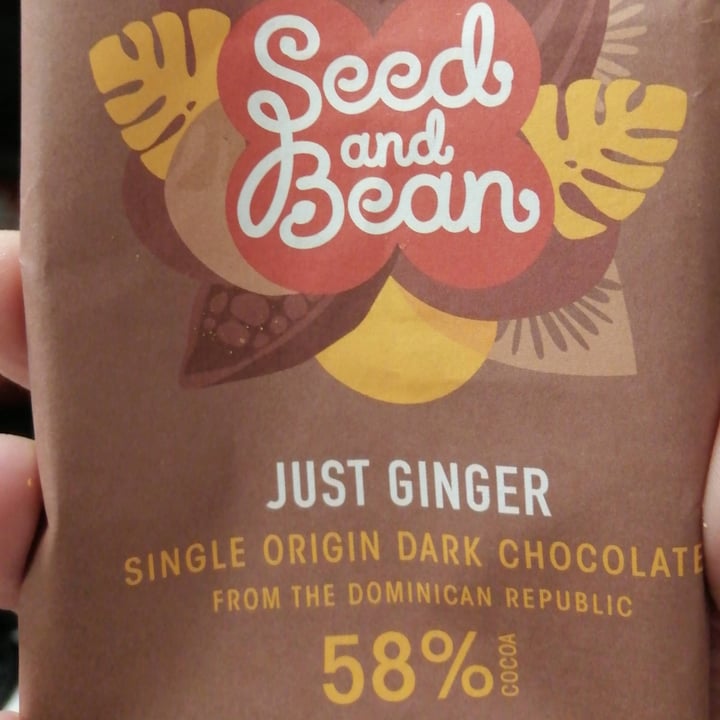 Seed
and
Bean
JUST GINGER
SINGLE ORIGIN DARK CHOCOLATE
FROM THE DOMINICAN REPUBLIC
58% COCOA